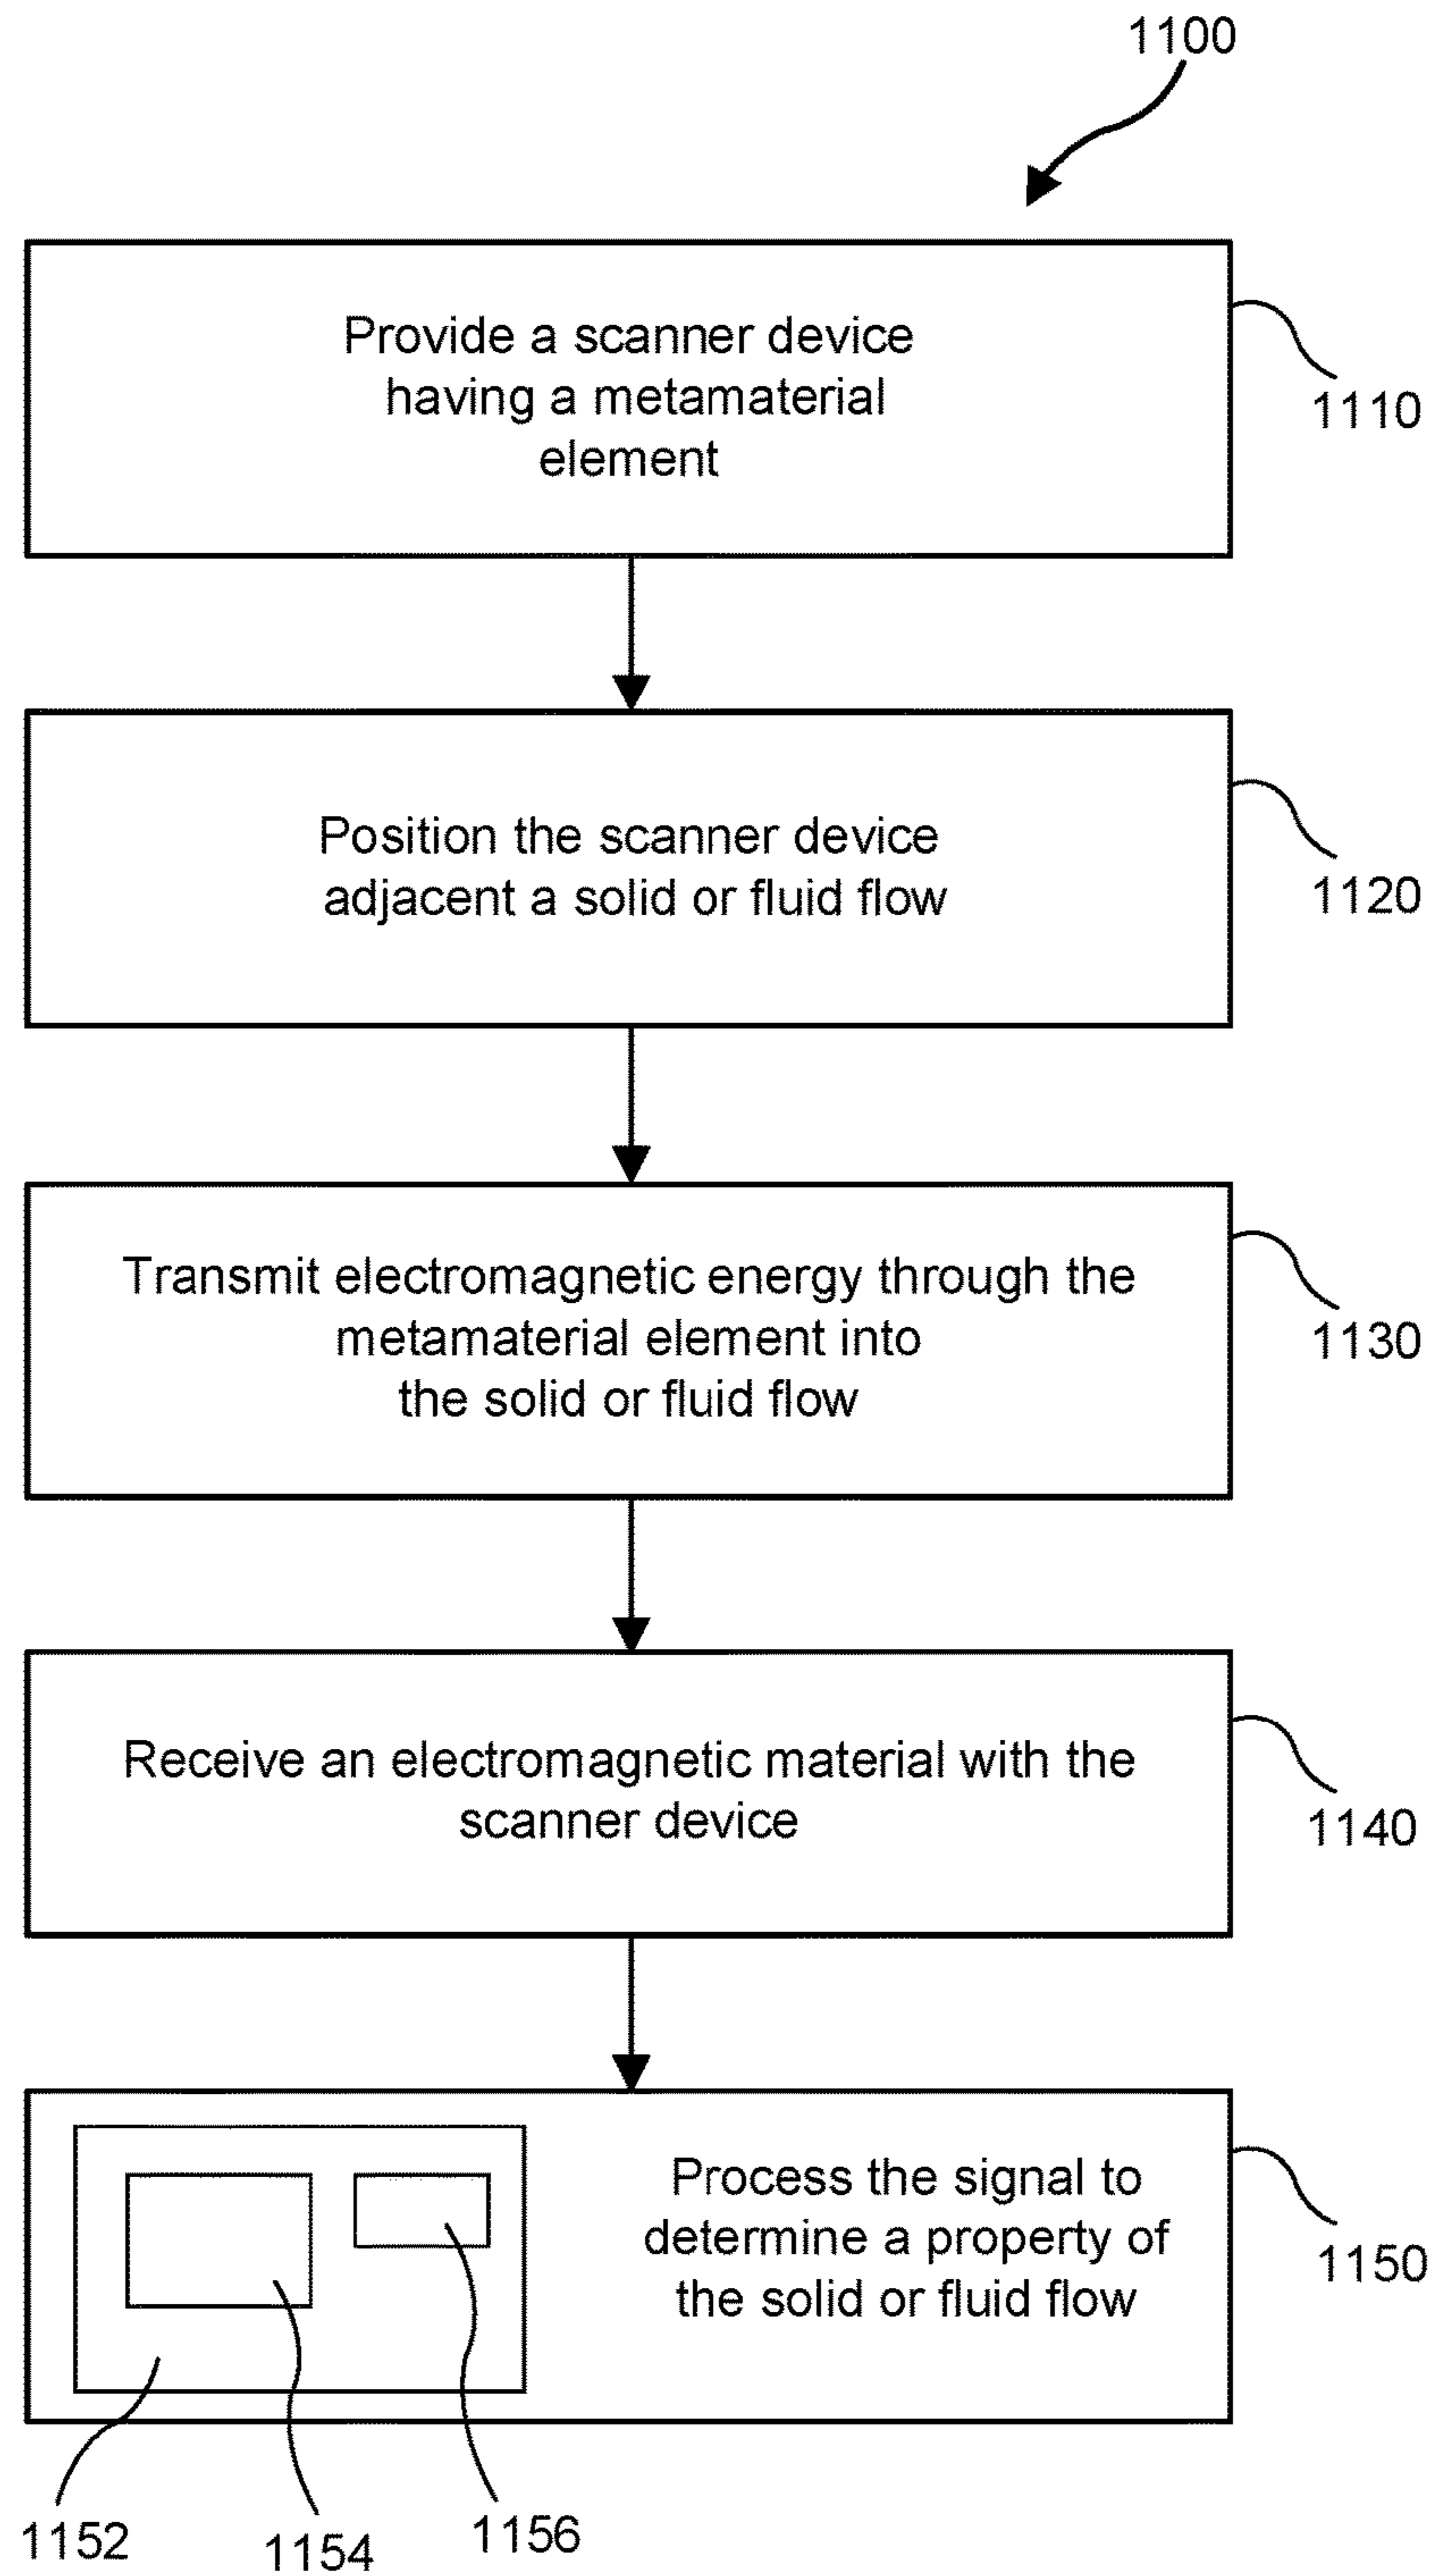 1100
Provide a scanner device
having a metamaterial
element
1110
Position the scanner device
adjacent a solid or fluid flow
1120
Transmit electromagnetic energy through the
metamaterial element into
the solid or fluid flow
1130
Receive an electromagnetic material with the
scanner device
1140
Process the signal to
determine a property of
the solid or fluid flow
1150
1152
1154
1156